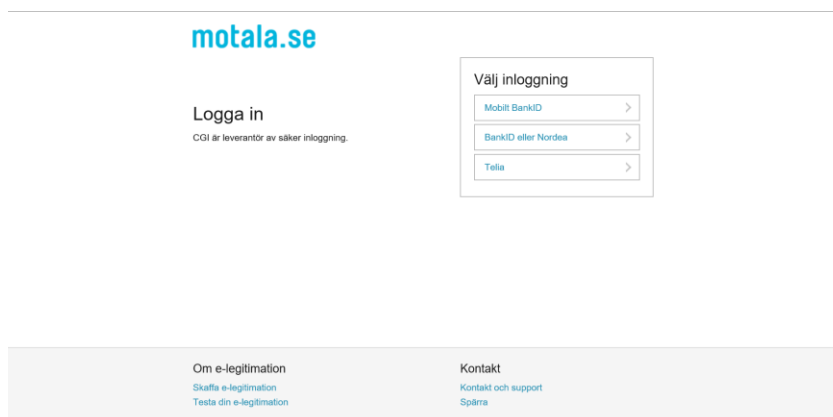 motala.se
Logga in
CGI är leverantör av säker inloggning.
Välj inloggning
Mobilt BankID
BankID eller Nordea
Telia
Om e-legitimation
Skaffa e-legitimation
Testa din e-legitimation
Kontakt
Kontakt och support
Spärra